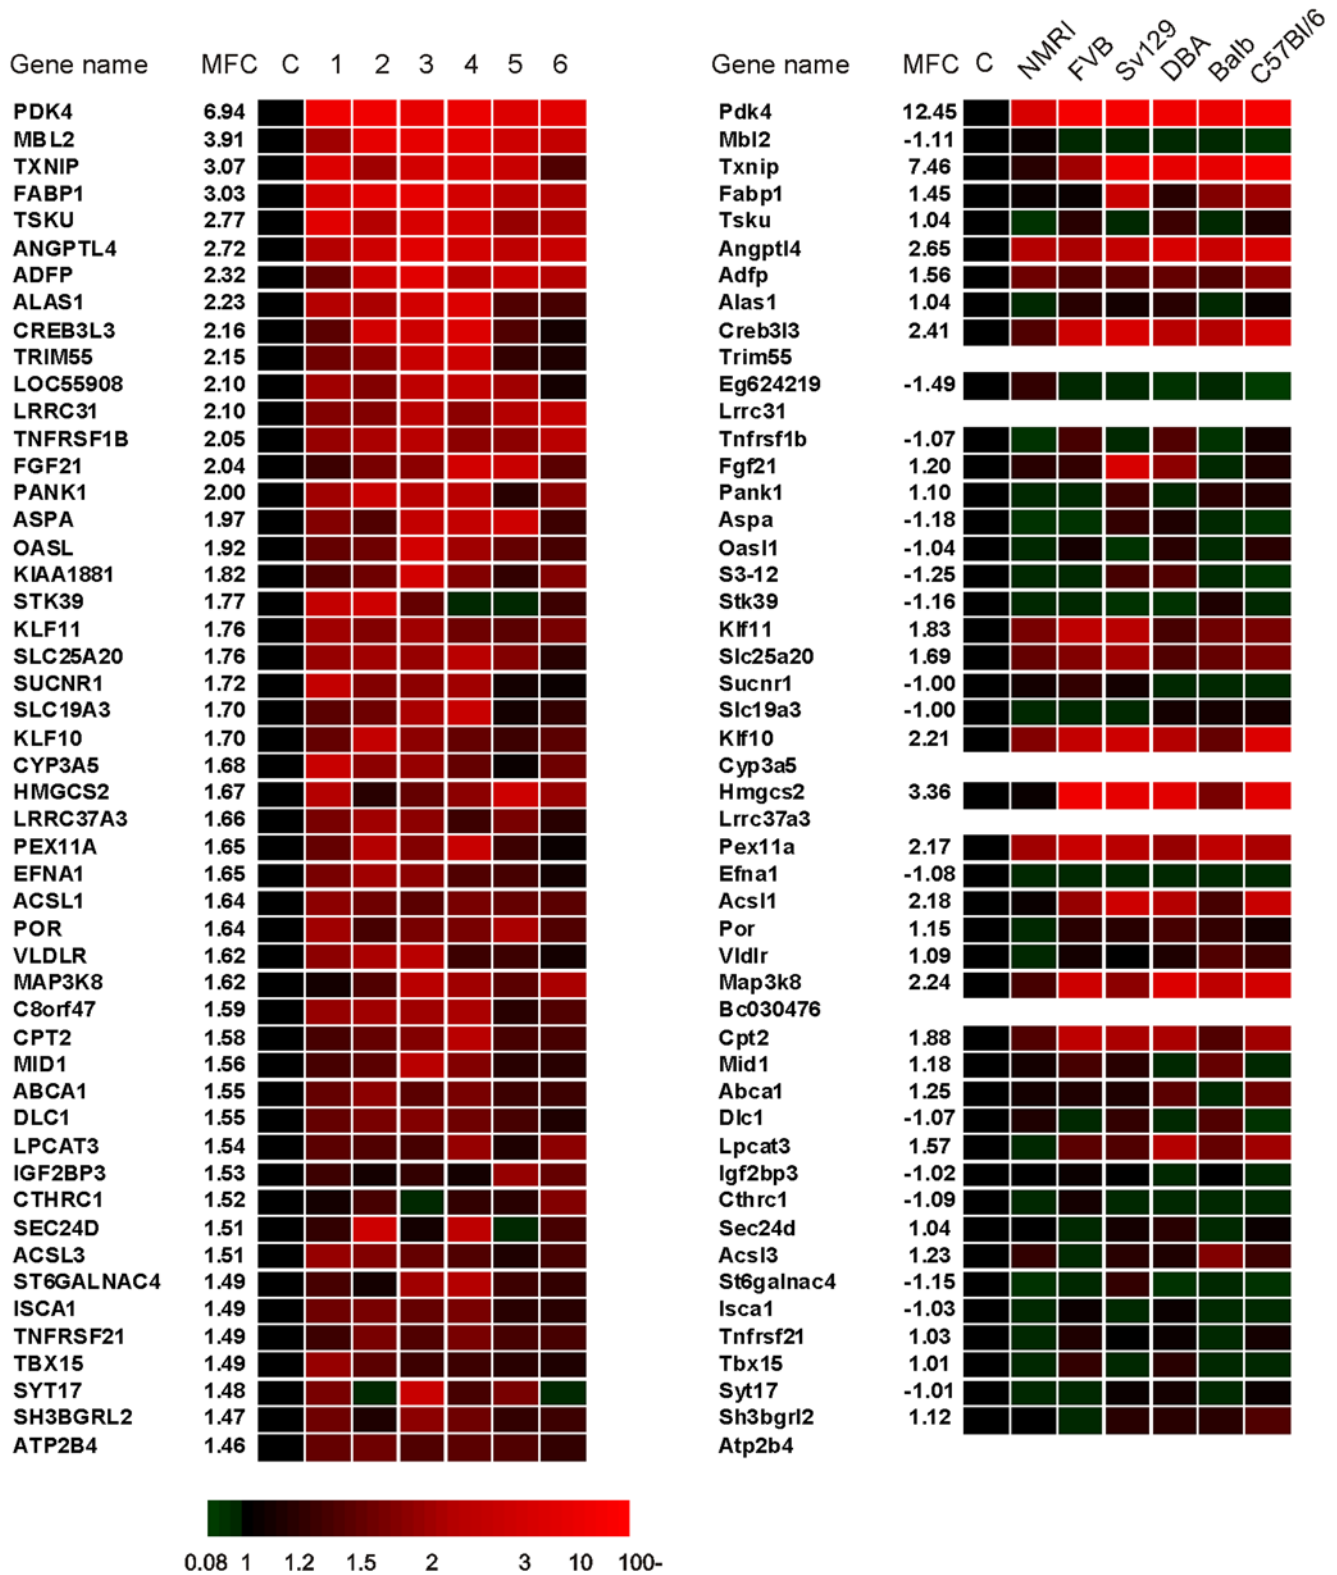 Gene name MFC C 1 2 3 4 5 6 Gene name MFC C NMRI FVB Sv129 DBA Balb C57Bl/6
PDK4 6.94 Pdk4 12.45
MBL2 3.91 Mbl2 -1.11
TXNIP 3.07 Txnip 7.46
FABP1 3.03 Fabp1 1.45
TSKU 2.77 Tsku 1.04
ANGPTL4 2.72 Angptl4 2.65
ADFP 2.32 Adfp 1.56
ALAS1 2.23 Alas1 1.04
CREB3L3 2.16 Creb3l3 2.41
TRIM55 2.15 Trim55
LOC55908 2.10 Eg624219 -1.49
LRRC31 2.10 Lrrc31
TNFRSF1B 2.05 Tnfrsf1b -1.07
FGF21 2.04 Fgf21 1.20
PANK1 2.00 Pank1 1.10
ASPA 1.97 Aspa -1.18
OASL 1.92 Oasl1 -1.04
KIAA1881 1.82 S3-12 -1.25
STK39 1.77 Stk39 -1.16
KLF11 1.76 Klf11 1.83
SLC25A20 1.76 Slc25a20 1.69
SUCNR1 1.72 Sucnr1 -1.00
SLC19A3 1.70 Slc19a3 -1.00
KLF10 1.70 Klf10 2.21
CYP3A5 1.68 Cyp3a5
HMGCS2 1.67 Hmgcs2 3.36
LRRC37A3 1.66 Lrrc37a3
PEX11A 1.65 Pex11a 2.17
EFNA1 1.65 Efna1 -1.08
ACSL1 1.64 Acsl1 2.18
POR 1.64 Por 1.15
VLDLR 1.62 Vldlr 1.09
MAP3K8 1.62 Map3k8 2.24
C8orf47 1.59 Bc030476
CPT2 1.58 Cpt2 1.88
MID1 1.56 Mid1 1.18
ABCA1 1.55 Abca1 1.25
DLC1 1.55 Dlc1 -1.07
LPCAT3 1.54 Lpcat3 1.57
IGF2BP3 1.53 Igf2bp3 -1.02
CTHRC1 1.52 Cthrc1 -1.09
SEC24D 1.51 Sec24d 1.04
ACSL3 1.51 Acsl3 1.23
ST6GALNAC4 1.49 St6galnac4 -1.15
ISCA1 1.49 Isca1 -1.03
TNFRSF21 1.49 Tnfrsf21 1.03
TBX15 1.49 Tbx15 1.01
SYT17 1.48 Syt17 -1.01
SH3BGRL2 1.47 Sh3bgrl2 1.12
ATP2B4 1.46 Atp2b4
0.08 1 1.2 1.5 2 3 10 100-